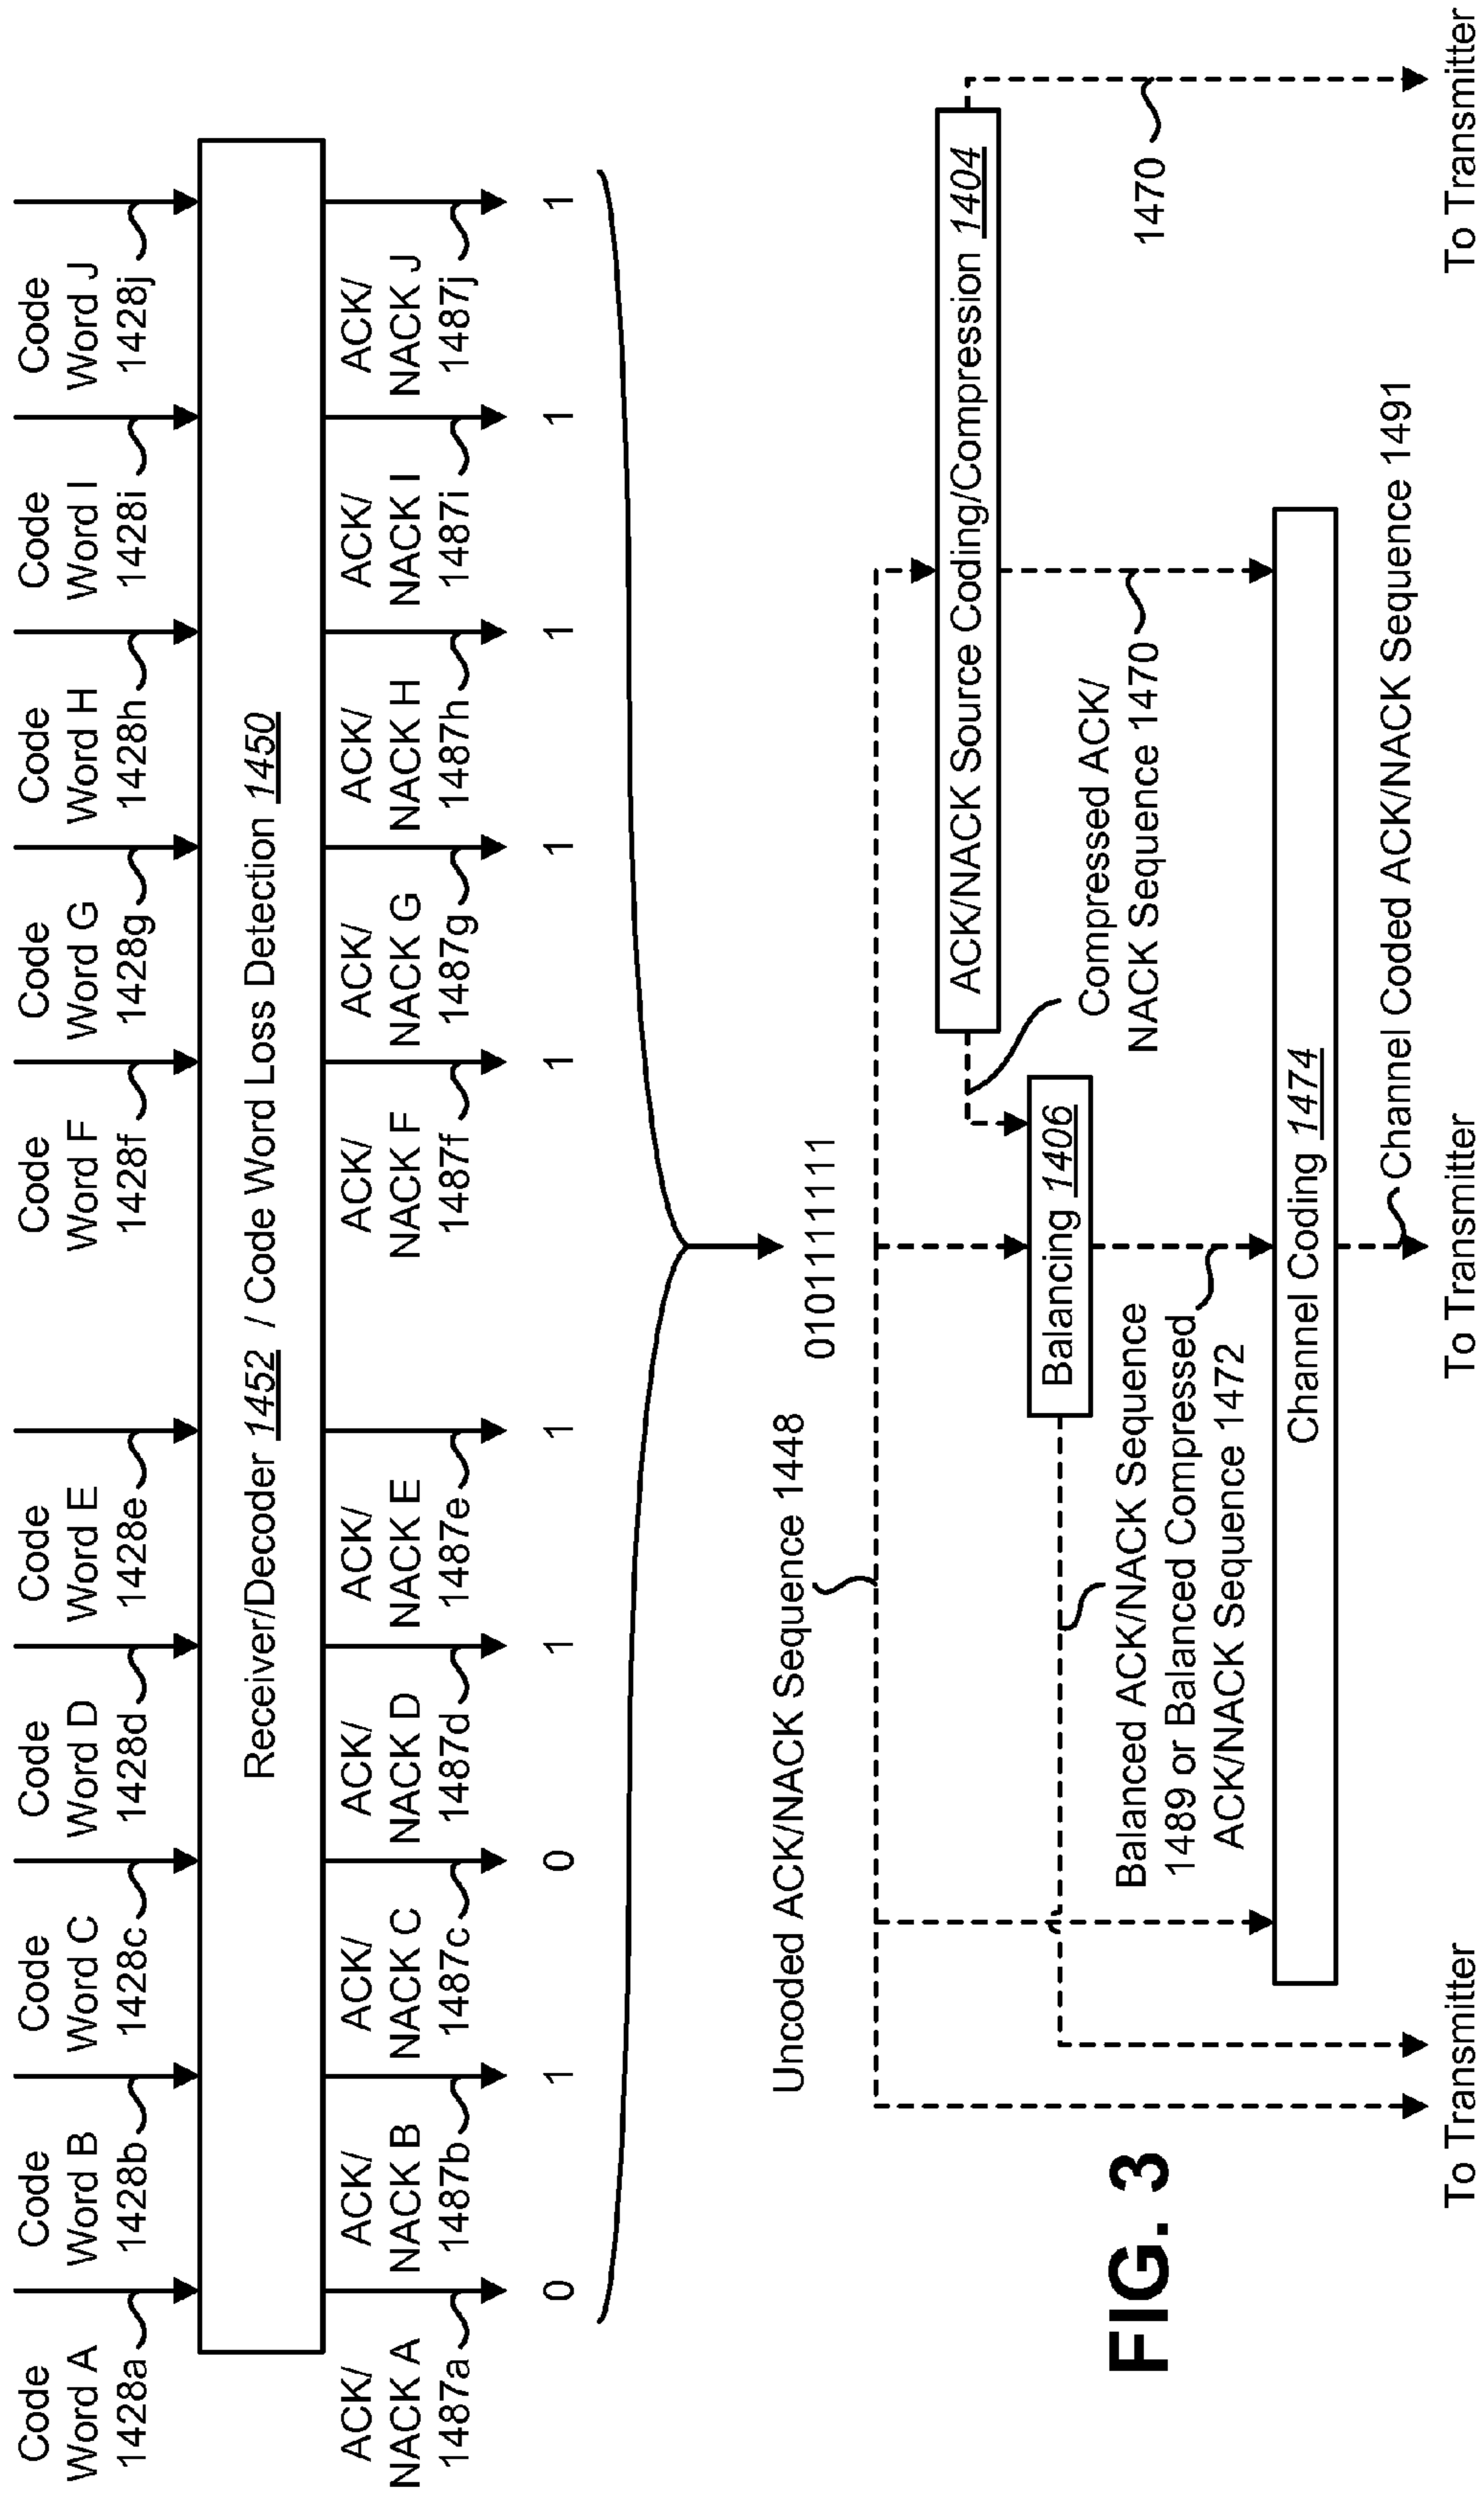 Code
Word A
1428a
Code
Word B
1428b
Code
Word C
1428c
Code
Word D
1428d
Code
Word E
1428e
Code
Word F
1428f
Code
Word G
1428g
Code
Word H
1428h
Code
Word I
1428i
Code
Word J
1428j
Receiver/Decoder 1452 / Code Word Loss Detection 1450
ACK/
NACK A
1487a
ACK/
NACK B
1487b
ACK/
NACK C
1487c
ACK/
NACK D
1487d
ACK/
NACK E
1487e
ACK/
NACK F
1487f
ACK/
NACK G
1487g
ACK/
NACK H
1487h
ACK/
NACK I
1487i
ACK/
NACK J
1487j
0
1
0
1
1
1
1
1
1
1
0101111111
Uncoded ACK/NACK Sequence 1448
ACK/NACK Source Coding/Compression 1404
Balancing 1406
Compressed ACK/
NACK Sequence 1470
1470
Balanced ACK/NACK Sequence
1489 or Balanced Compressed
ACK/NACK Sequence 1472
Channel Coding 1474
Channel Coded ACK/NACK Sequence 1491
To Transmitter
To Transmitter
To Transmitter
FIG. 3